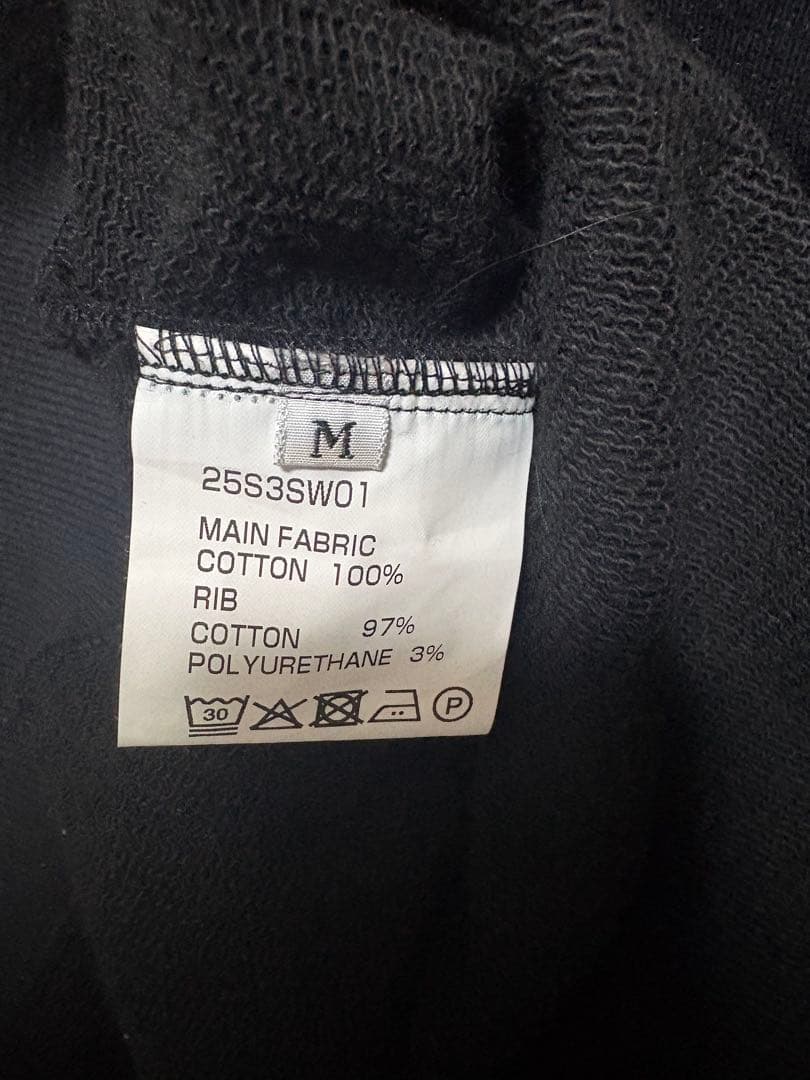 M
25S3SW01
MAIN FABRIC
COTTON 100%
RIB
COTTON 97%
POLYURETHANE 3%
30 P